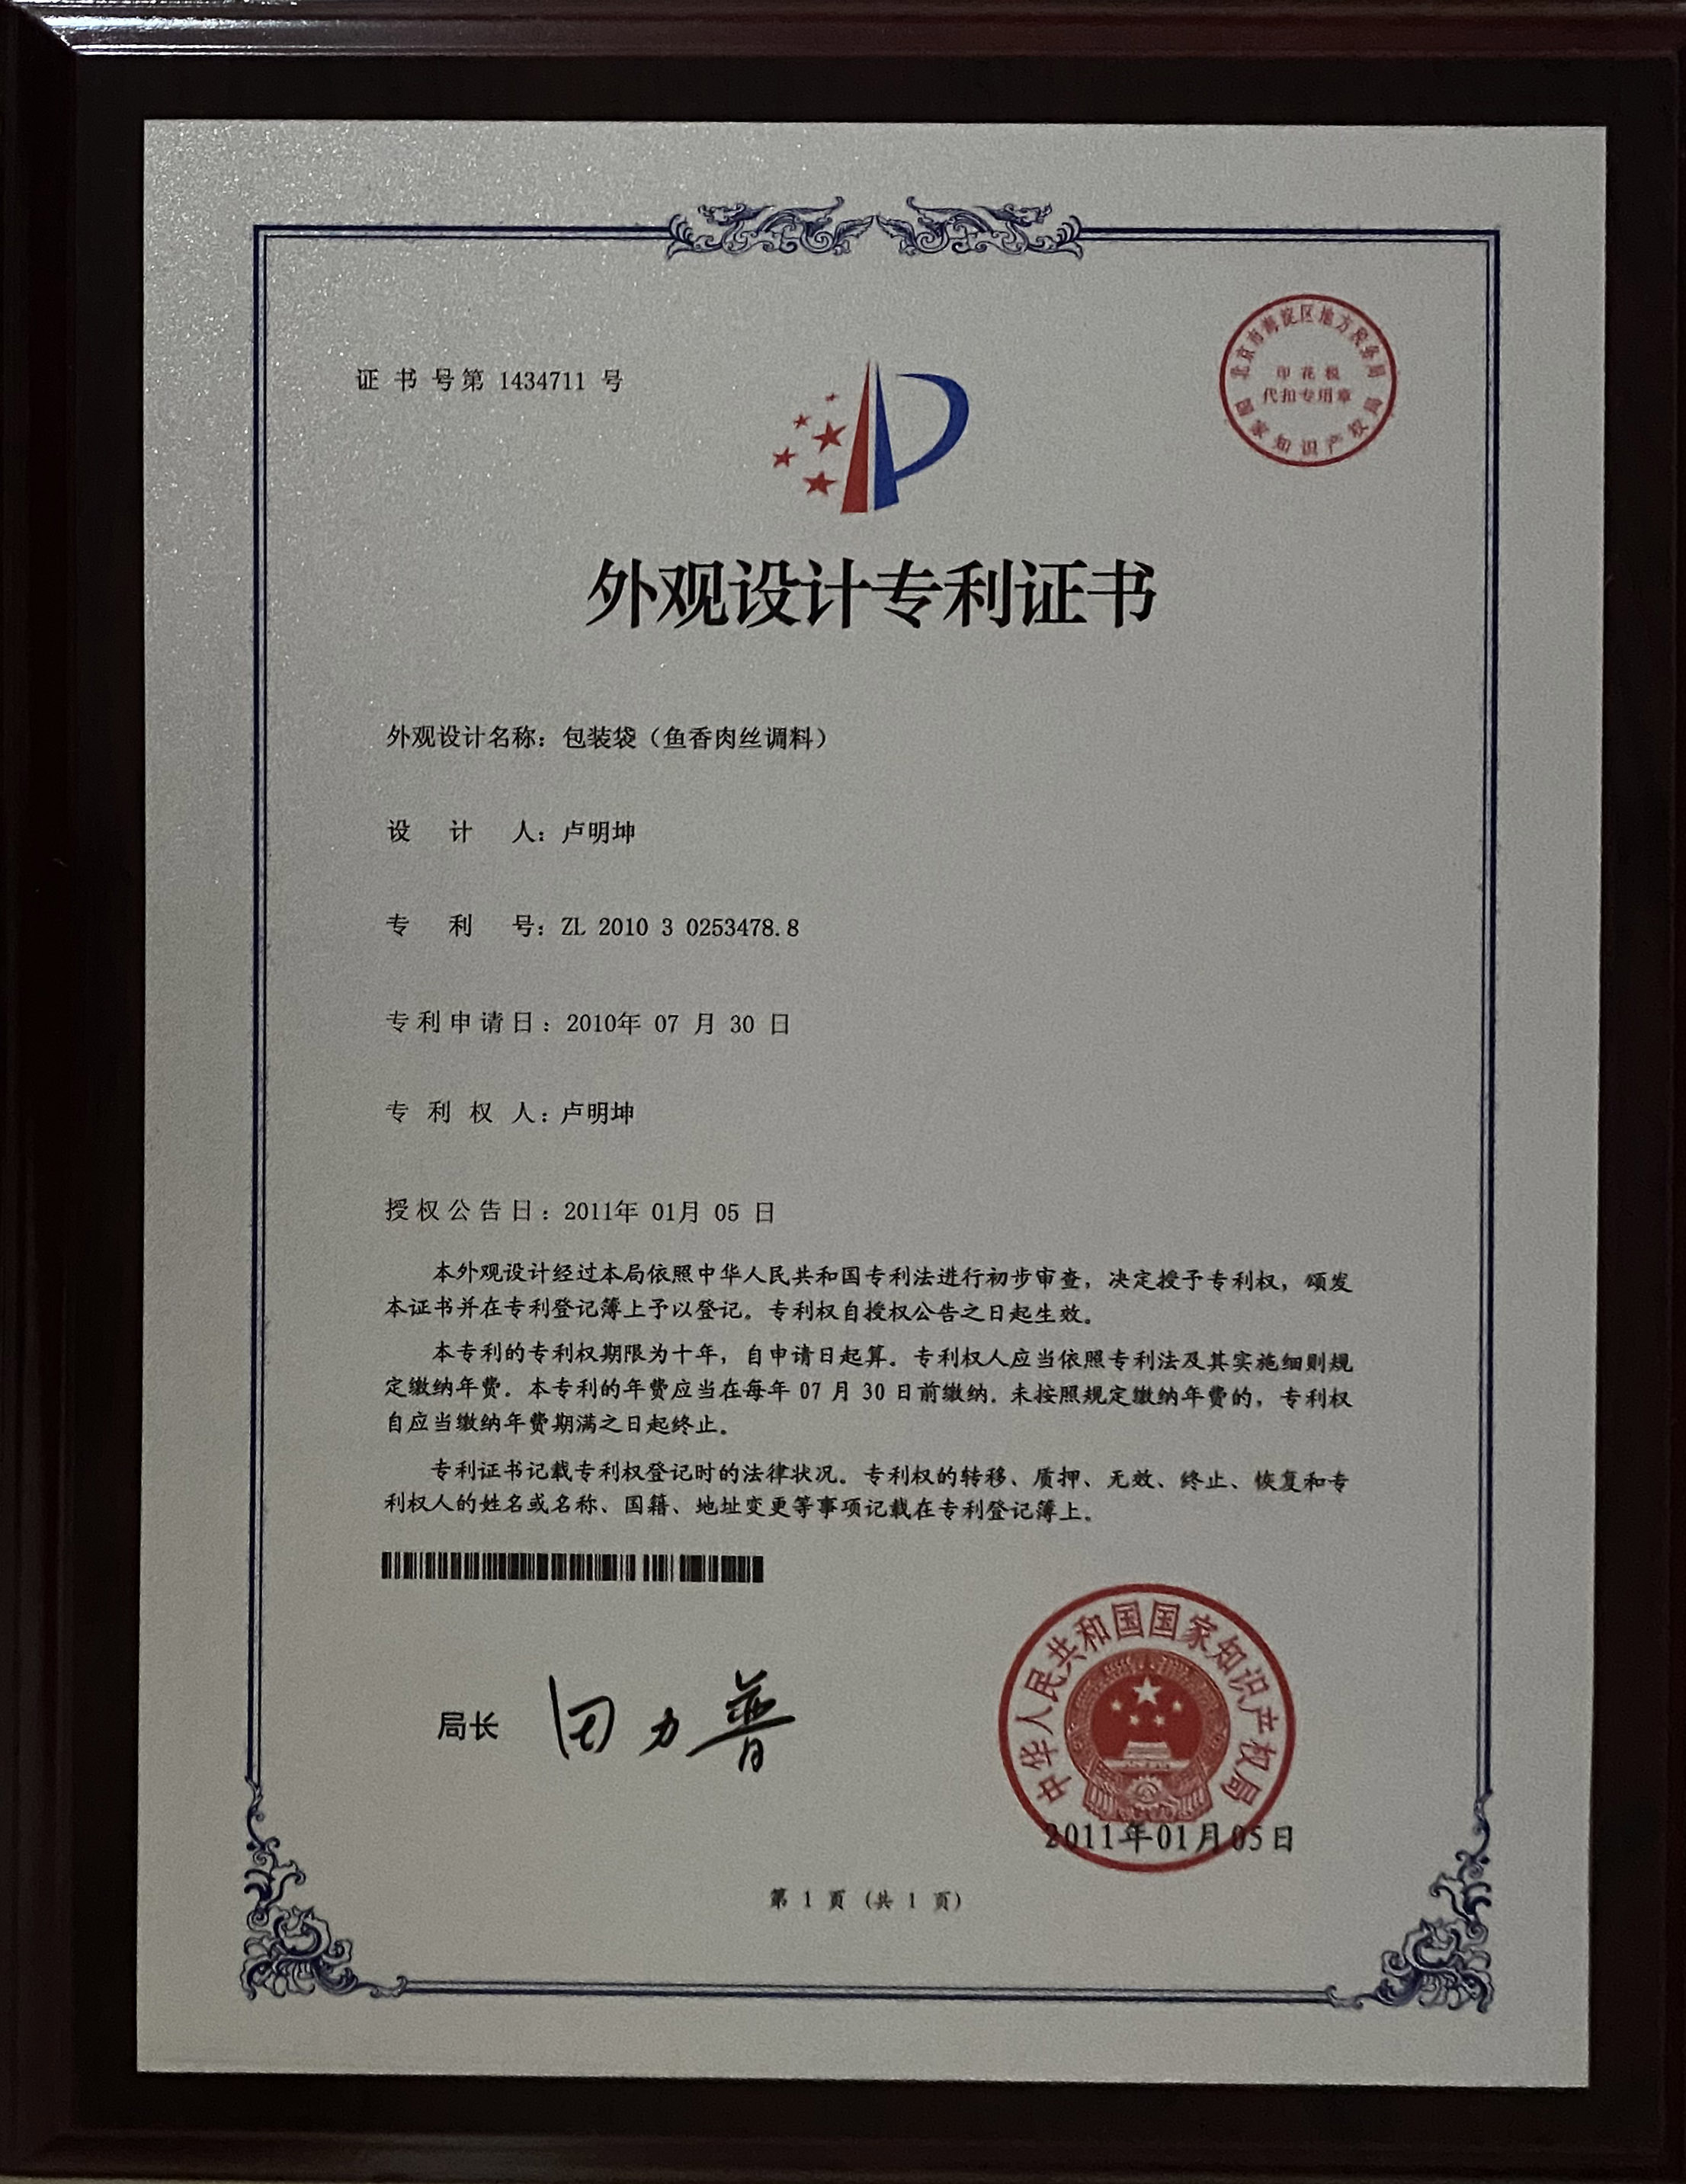 证书号第 1434711 号
北京市海淀区地方税务局
印花税
代扣专用章
国家知识产权局
外观设计专利证书
外观设计名称：包装袋（鱼香肉丝调料）
设计人：卢明坤
专利号：ZL 2010 3 0253478.8
专利申请日：2010年 07 月 30 日
专利权人：卢明坤
授权公告日：2011年 01月 05 日
本外观设计经过本局依照中华人民共和国专利法进行初步审查，决定授予专利权，颁发
本证书并在专利登记簿上予以登记。专利权自授权公告之日起生效。
本专利的专利权期限为十年，自申请日起算。专利权人应当依照专利法及其实施细则规
定缴纳年费。本专利的年费应当在每年 07 月 30 日前缴纳。未按照规定缴纳年费的，专利权
自应当缴纳年费期满之日起终止。
专利证书记载专利权登记时的法律状况。专利权的转移、质押、无效、终止、恢复和专
利权人的姓名或名称、国籍、地址变更等事项记载在专利登记簿上。
局长 田力普
中华人民共和国国家知识产权局
2011年01月05日
第 1 页 (共 1 页)